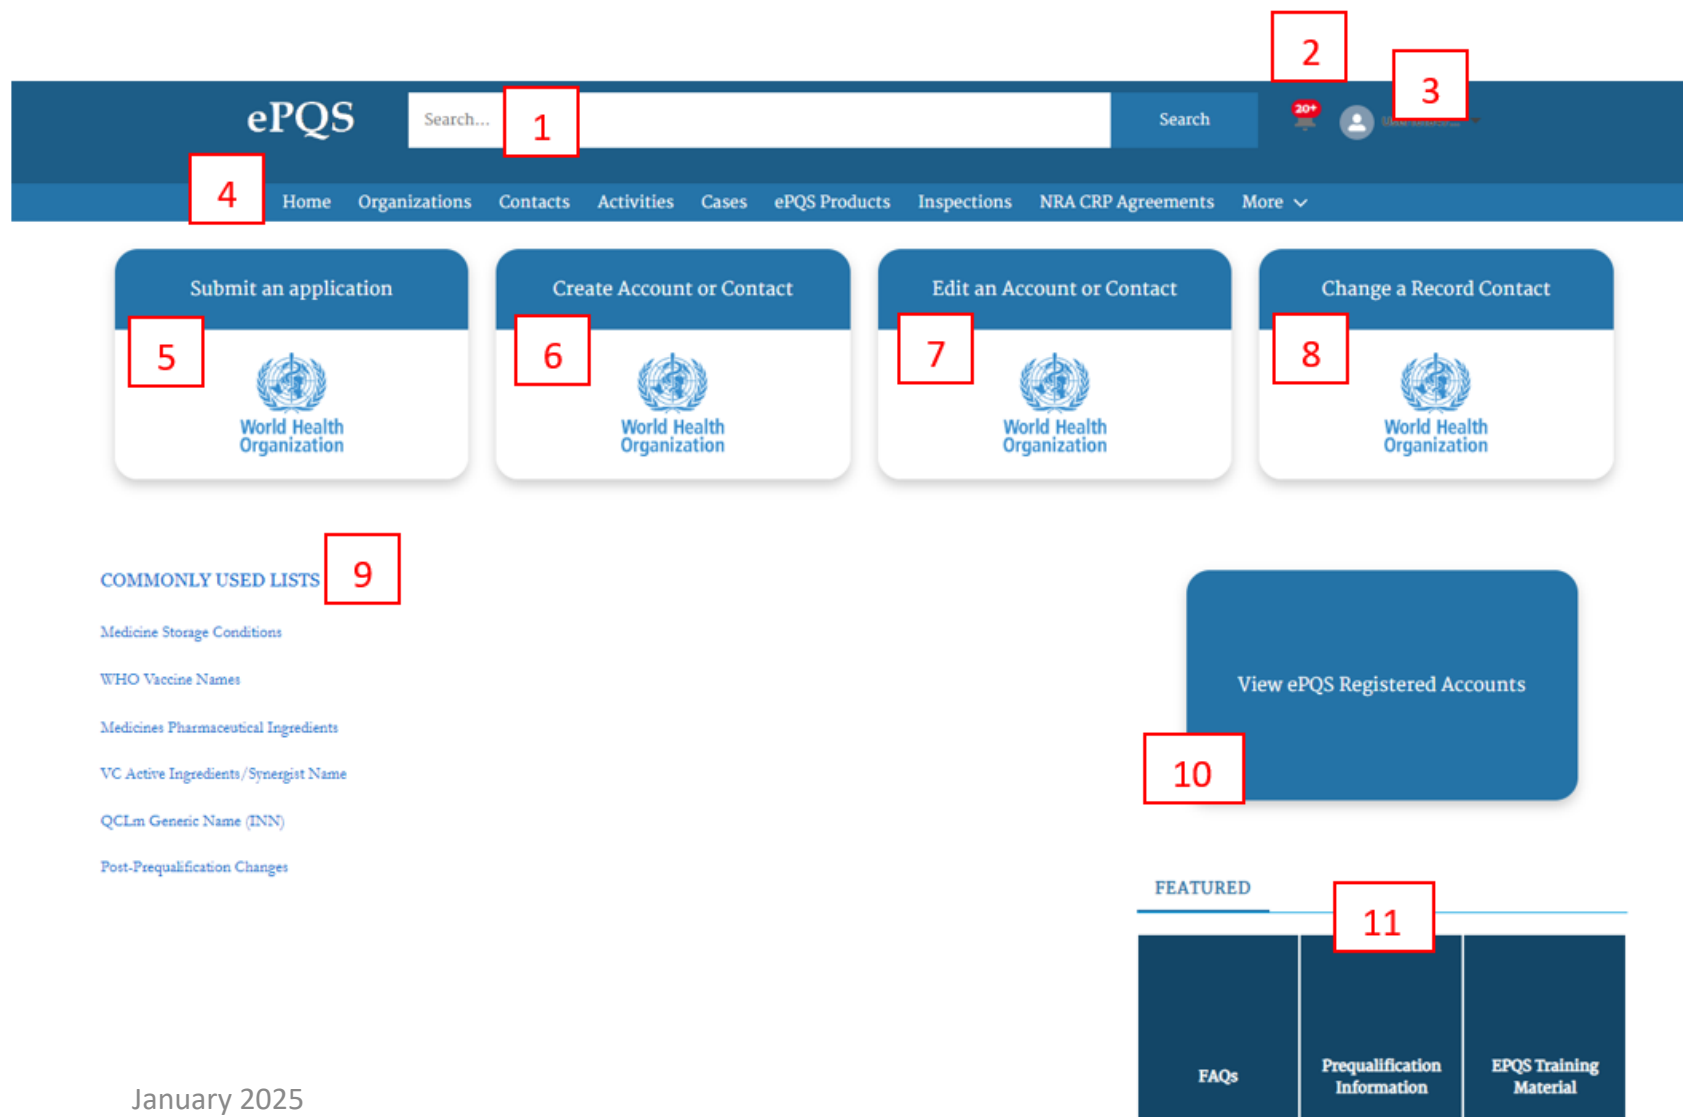 2
3
ePQS
Search...
1
Search
20+
4
Home Organizations Contacts Activities Cases ePQS Products Inspections NRA CRP Agreements More
Submit an application
Create Account or Contact
Edit an Account or Contact
Change a Record Contact
5
6
7
8
World Health
Organization
World Health
Organization
World Health
Organization
World Health
Organization
COMMONLY USED LISTS
9
Medicine Storage Conditions
WHO Vaccine Names
Medicines Pharmaceutical Ingredients
VC Active Ingredients/Synergist Name
QCLm Generic Name (INN)
Post-Prequalification Changes
View ePQS Registered Accounts
10
FEATURED
11
FAQs
Prequalification
Information
EPQS Training
Material
January 2025